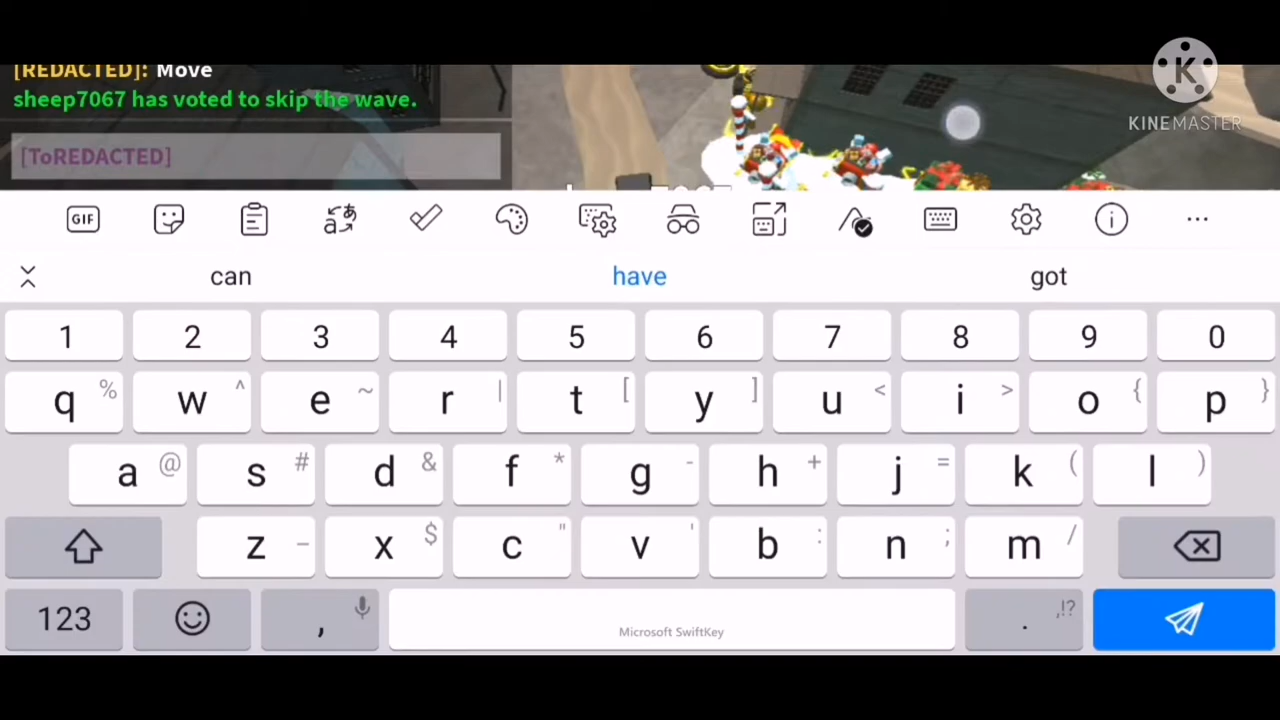 [REDACTED]: Move
sheep7067 has voted to skip the wave.
[ToREDACTED]
K
KINEMASTER
GIF
can have got
1 2 3 4 5 6 7 8 9 0
q % w ^ e ~ r | t [ y ] u < i > o { p }
a @ s # d & f * g - h + j = k ( l )
z _ x $ c " v ' b : n ; m /
123 , Microsoft SwiftKey . ,!?